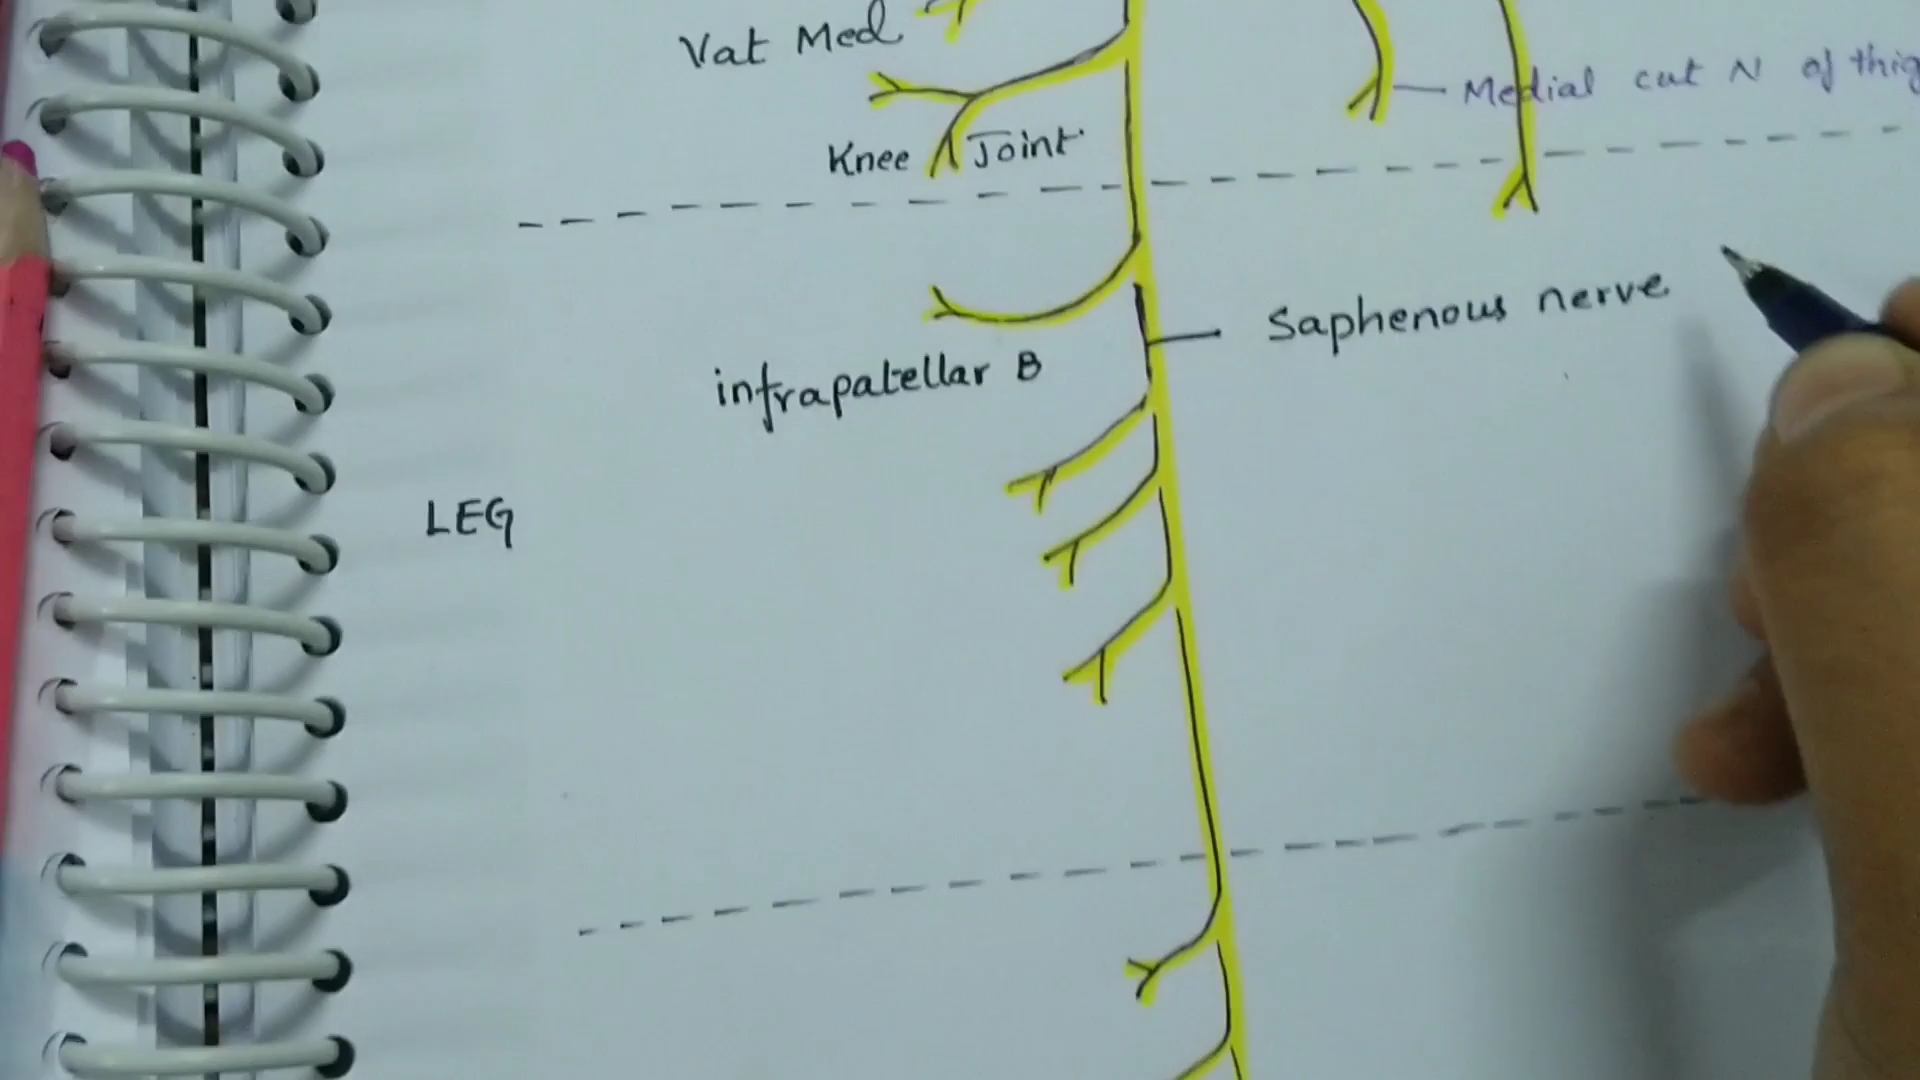 Vat Med
Medial cut N of thig
Knee Joint
Saphenous nerve
infrapatellar B
LEG